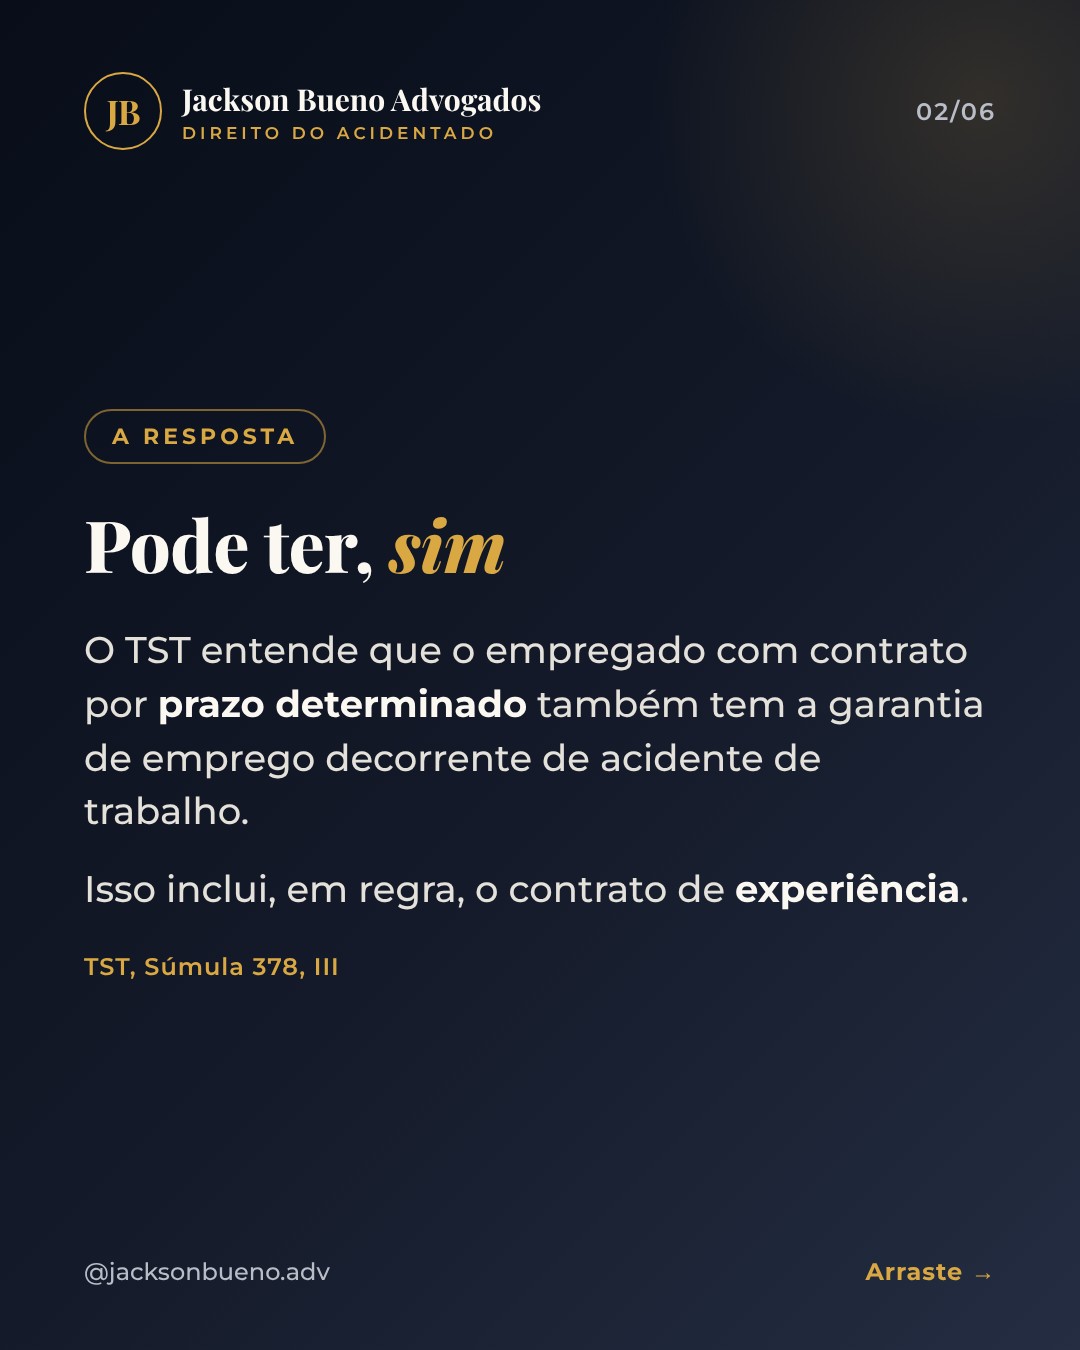 JB
Jackson Bueno Advogados
DIREITO DO ACIDENTADO
02/06
A RESPOSTA
Pode ter, sim
O TST entende que o empregado com contrato
por prazo determinado também tem a garantia
de emprego decorrente de acidente de
trabalho.
Isso inclui, em regra, o contrato de experiência.
TST, Súmula 378, III
@jacksonbueno.adv
Arraste →